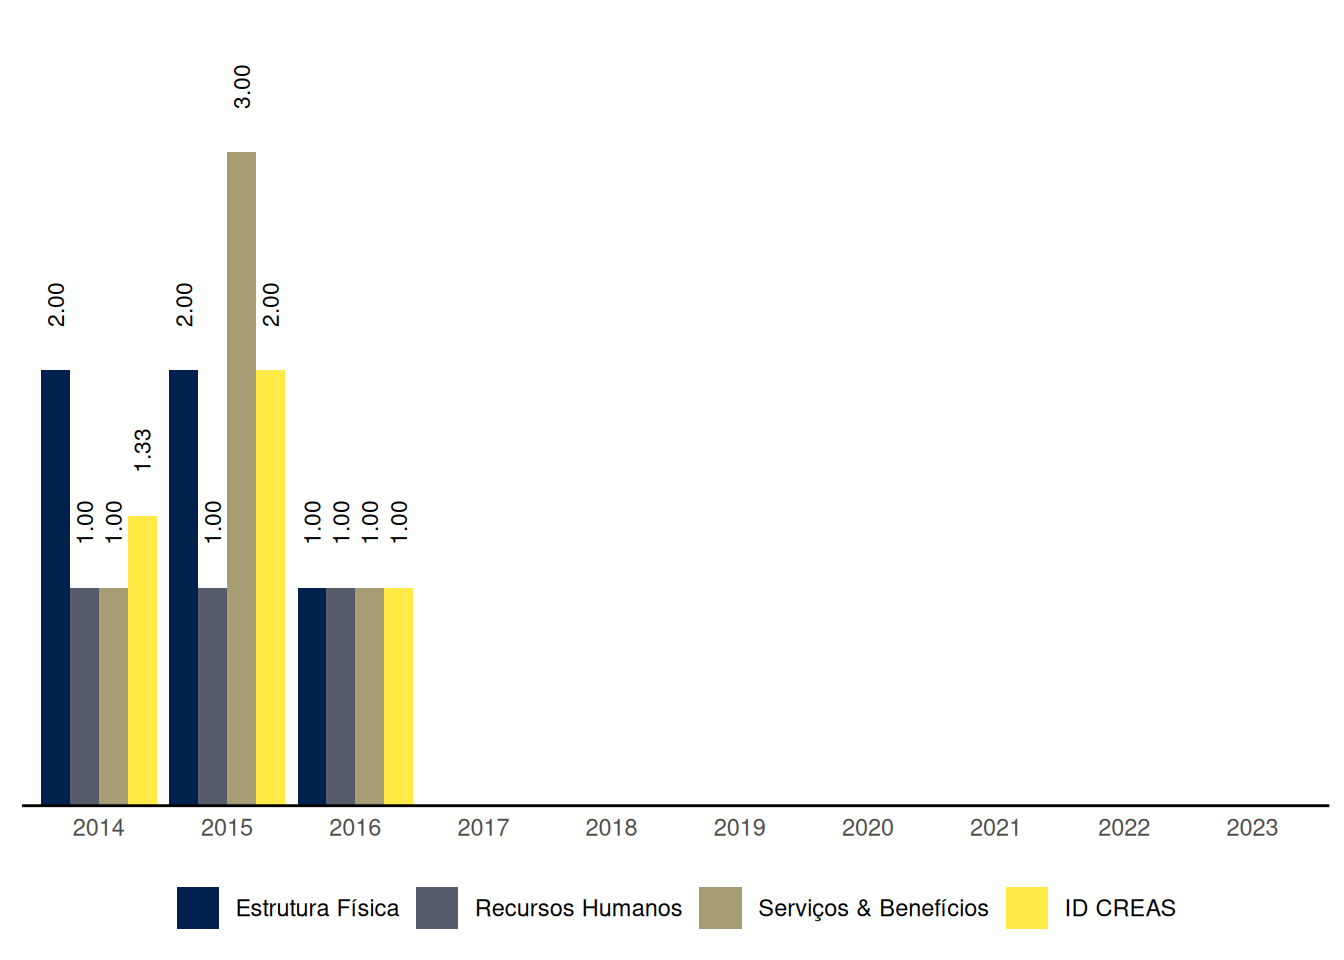 3.00
2.00 2.00 2.00
1.33
1.00 1.00 1.00 1.00 1.00 1.00 1.00
2014 2015 2016 2017 2018 2019 2020 2021 2022 2023
Estrutura Física Recursos Humanos Serviços & Benefícios ID CREAS